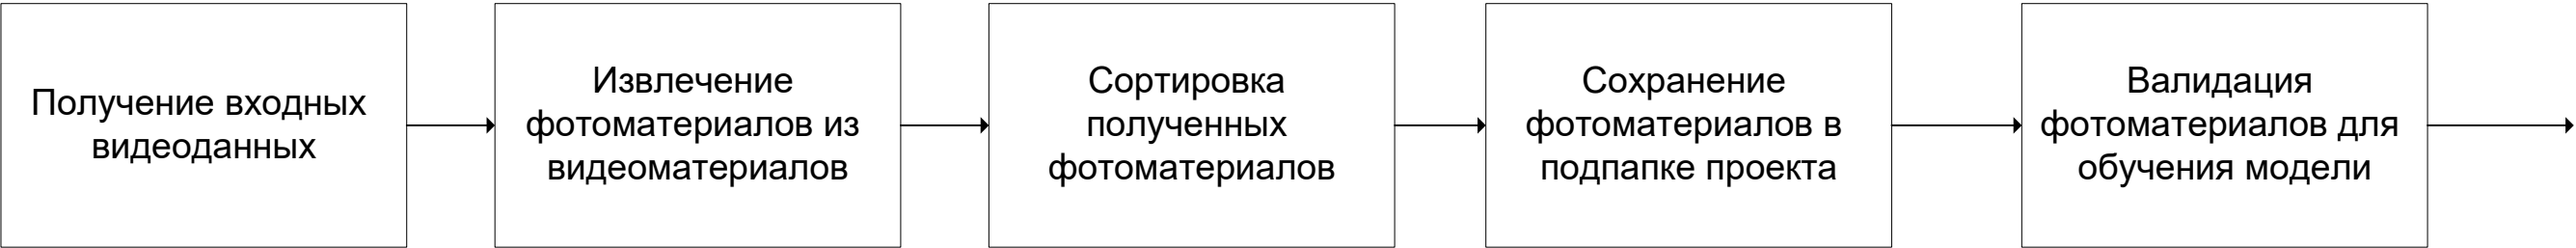 Получение входных
видеоданных
Извлечение
фотоматериалов из
видеоматериалов
Сортировка
полученных
фотоматериалов
Сохранение
фотоматериалов в
подпапке проекта
Валидация
фотоматериалов для
обучения модели